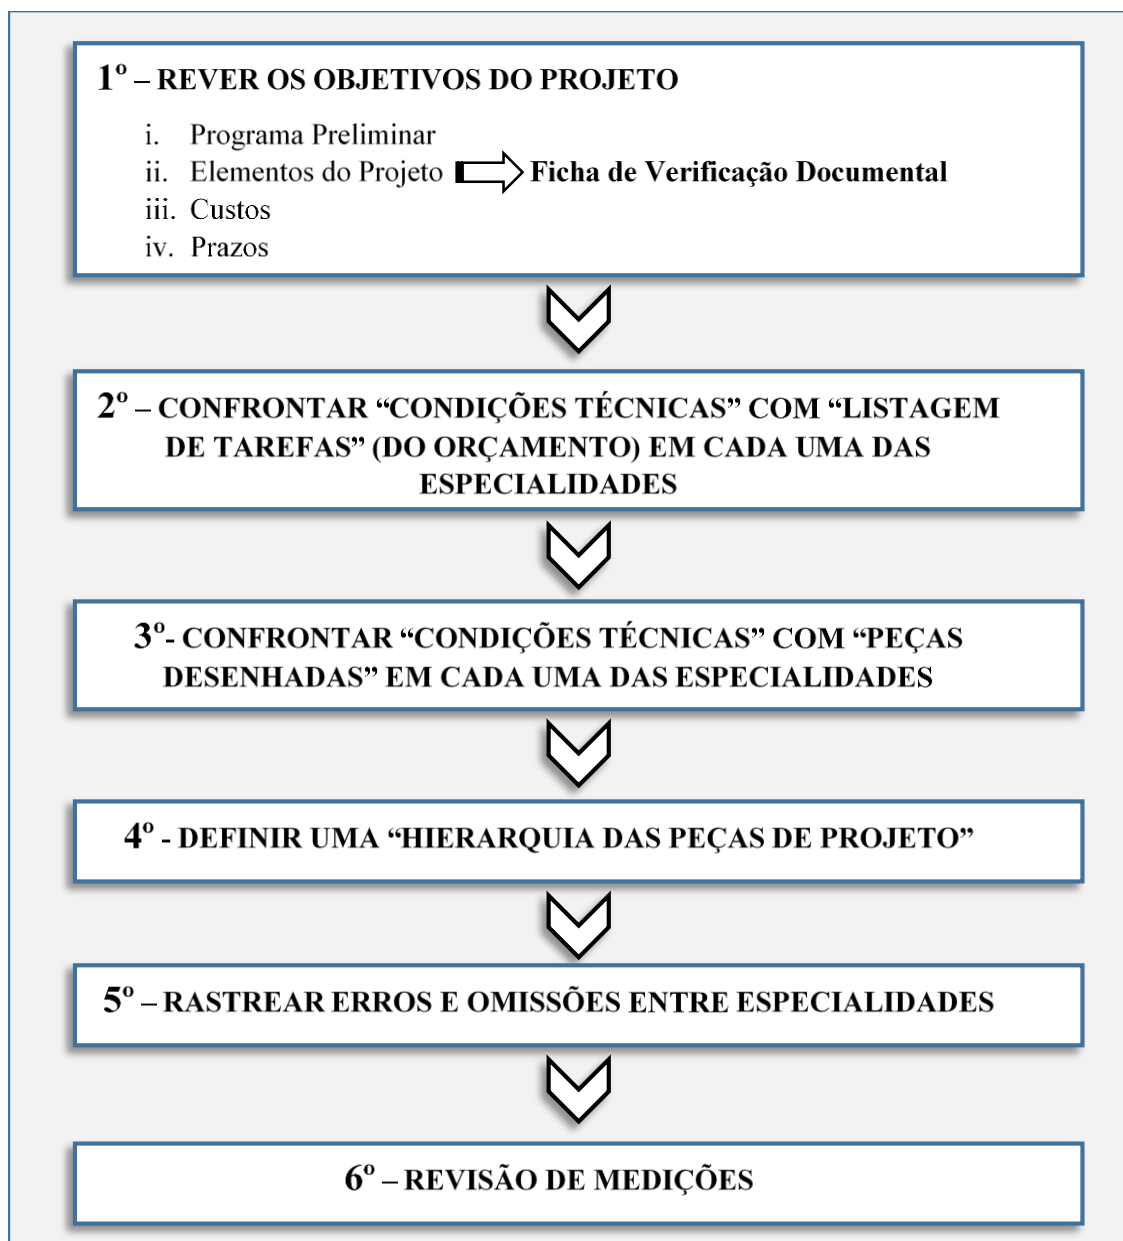 1º – REVER OS OBJETIVOS DO PROJETO
i. Programa Preliminar
ii. Elementos do Projeto Ficha de Verificação Documental
iii. Custos
iv. Prazos
2º – CONFRONTAR “CONDIÇÕES TÉCNICAS” COM “LISTAGEM
DE TAREFAS” (DO ORÇAMENTO) EM CADA UMA DAS
ESPECIALIDADES
3º- CONFRONTAR “CONDIÇÕES TÉCNICAS” COM “PEÇAS
DESENHADAS” EM CADA UMA DAS ESPECIALIDADES
4º - DEFINIR UMA “HIERARQUIA DAS PEÇAS DE PROJETO”
5º – RASTREAR ERROS E OMISSÕES ENTRE ESPECIALIDADES
6º – REVISÃO DE MEDIÇÕES